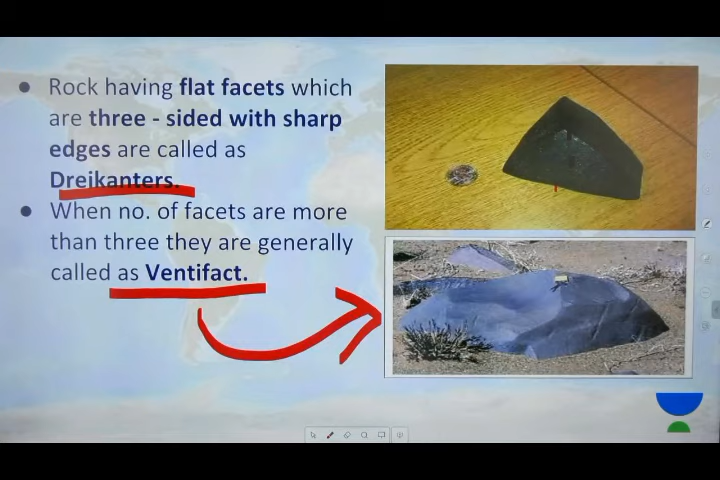 ● Rock having flat facets which
are three - sided with sharp
edges are called as
Dreikanters.
● When no. of facets are more
than three they are generally
called as Ventifact.